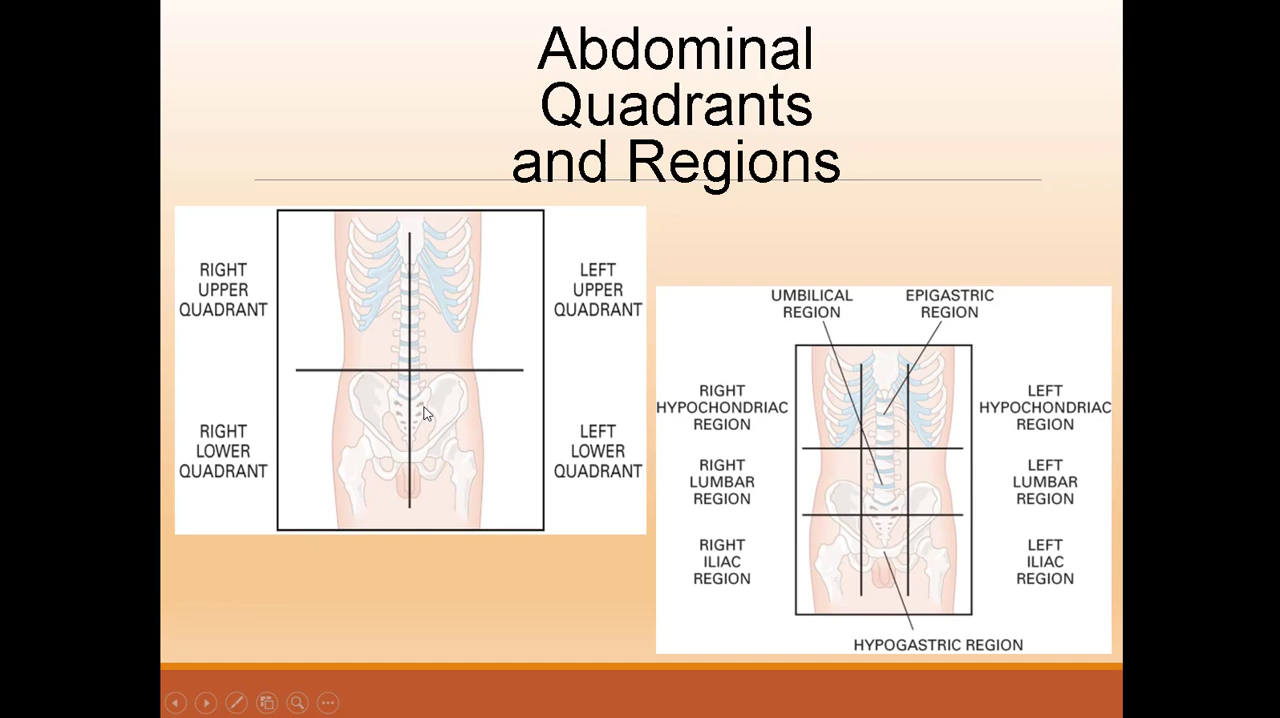 Abdominal
Quadrants
and Regions
RIGHT
UPPER
QUADRANT
LEFT
UPPER
QUADRANT
RIGHT
LOWER
QUADRANT
LEFT
LOWER
QUADRANT
UMBILICAL
REGION
EPIGASTRIC
REGION
RIGHT
HYPOCHONDRIAC
REGION
LEFT
HYPOCHONDRIAC
REGION
RIGHT
LUMBAR
REGION
LEFT
LUMBAR
REGION
RIGHT
ILIAC
REGION
LEFT
ILIAC
REGION
HYPOGASTRIC REGION